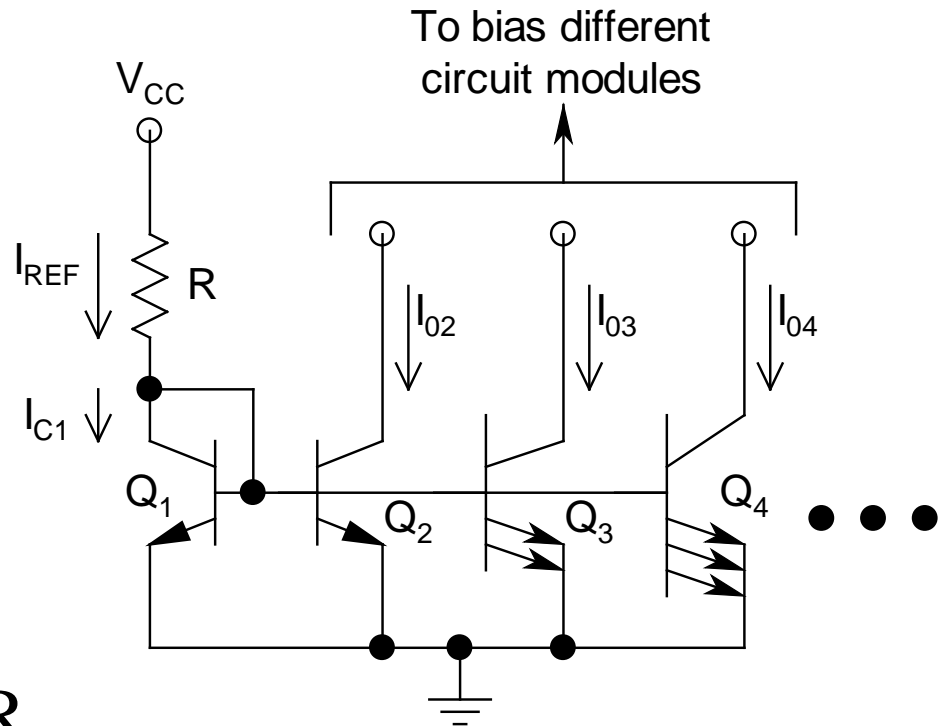 To bias different
circuit modules
V_CC
I_REF
R
I_02
I_03
I_04
I_C1
Q_1
Q_2
Q_3
Q_4
R